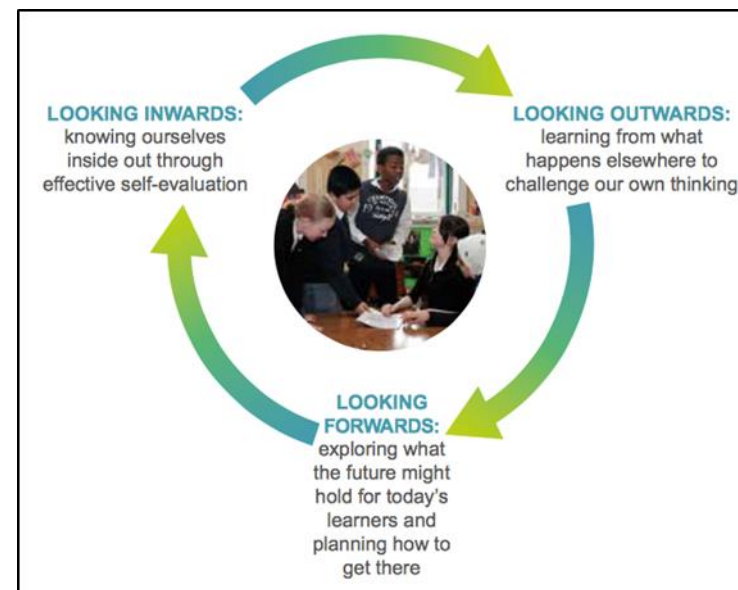 LOOKING INWARDS:
knowing ourselves
inside out through
effective self-evaluation
LOOKING OUTWARDS:
learning from what
happens elsewhere to
challenge our own thinking
LOOKING
FORWARDS:
exploring what
the future might
hold for today's
learners and
planning how to
get there